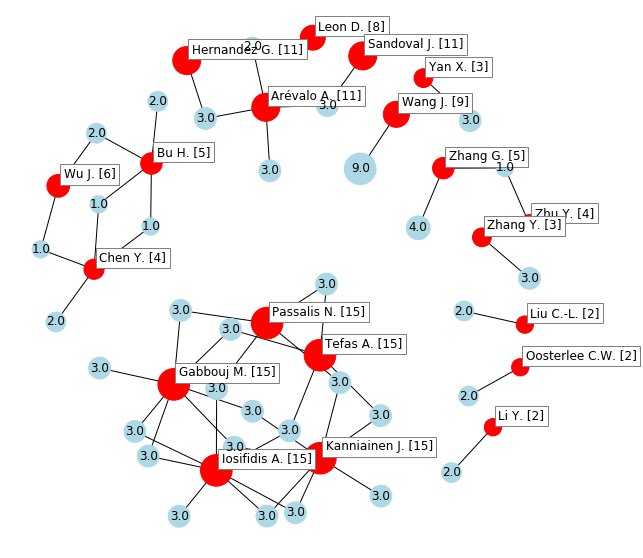 Leon D. [8]
2.0
Hernandez G. [11]
Sandoval J. [11]
Yan X. [3]
Arévalo A. [11]
2.0
3.0
Wang J. [9]
3.0
3.0
2.0
Bu H. [5]
Zhang G. [5]
1.0
9.0
3.0
Wu J. [6]
1.0
Zhu Y. [4]
4.0
1.0
Zhang Y. [3]
1.0
Chen Y. [4]
3.0
3.0
2.0
3.0
Passalis N. [15]
2.0
Liu C.-L. [2]
2.0
3.0
Tefas A. [15]
Oosterlee C.W. [2]
3.0
Gabbouj M. [15]
3.0
3.0
2.0
3.0
3.0
Li Y. [2]
3.0
3.0
3.0
Kanniainen J. [15]
3.0
Iosifidis A. [15]
2.0
3.0
3.0
3.0
3.0